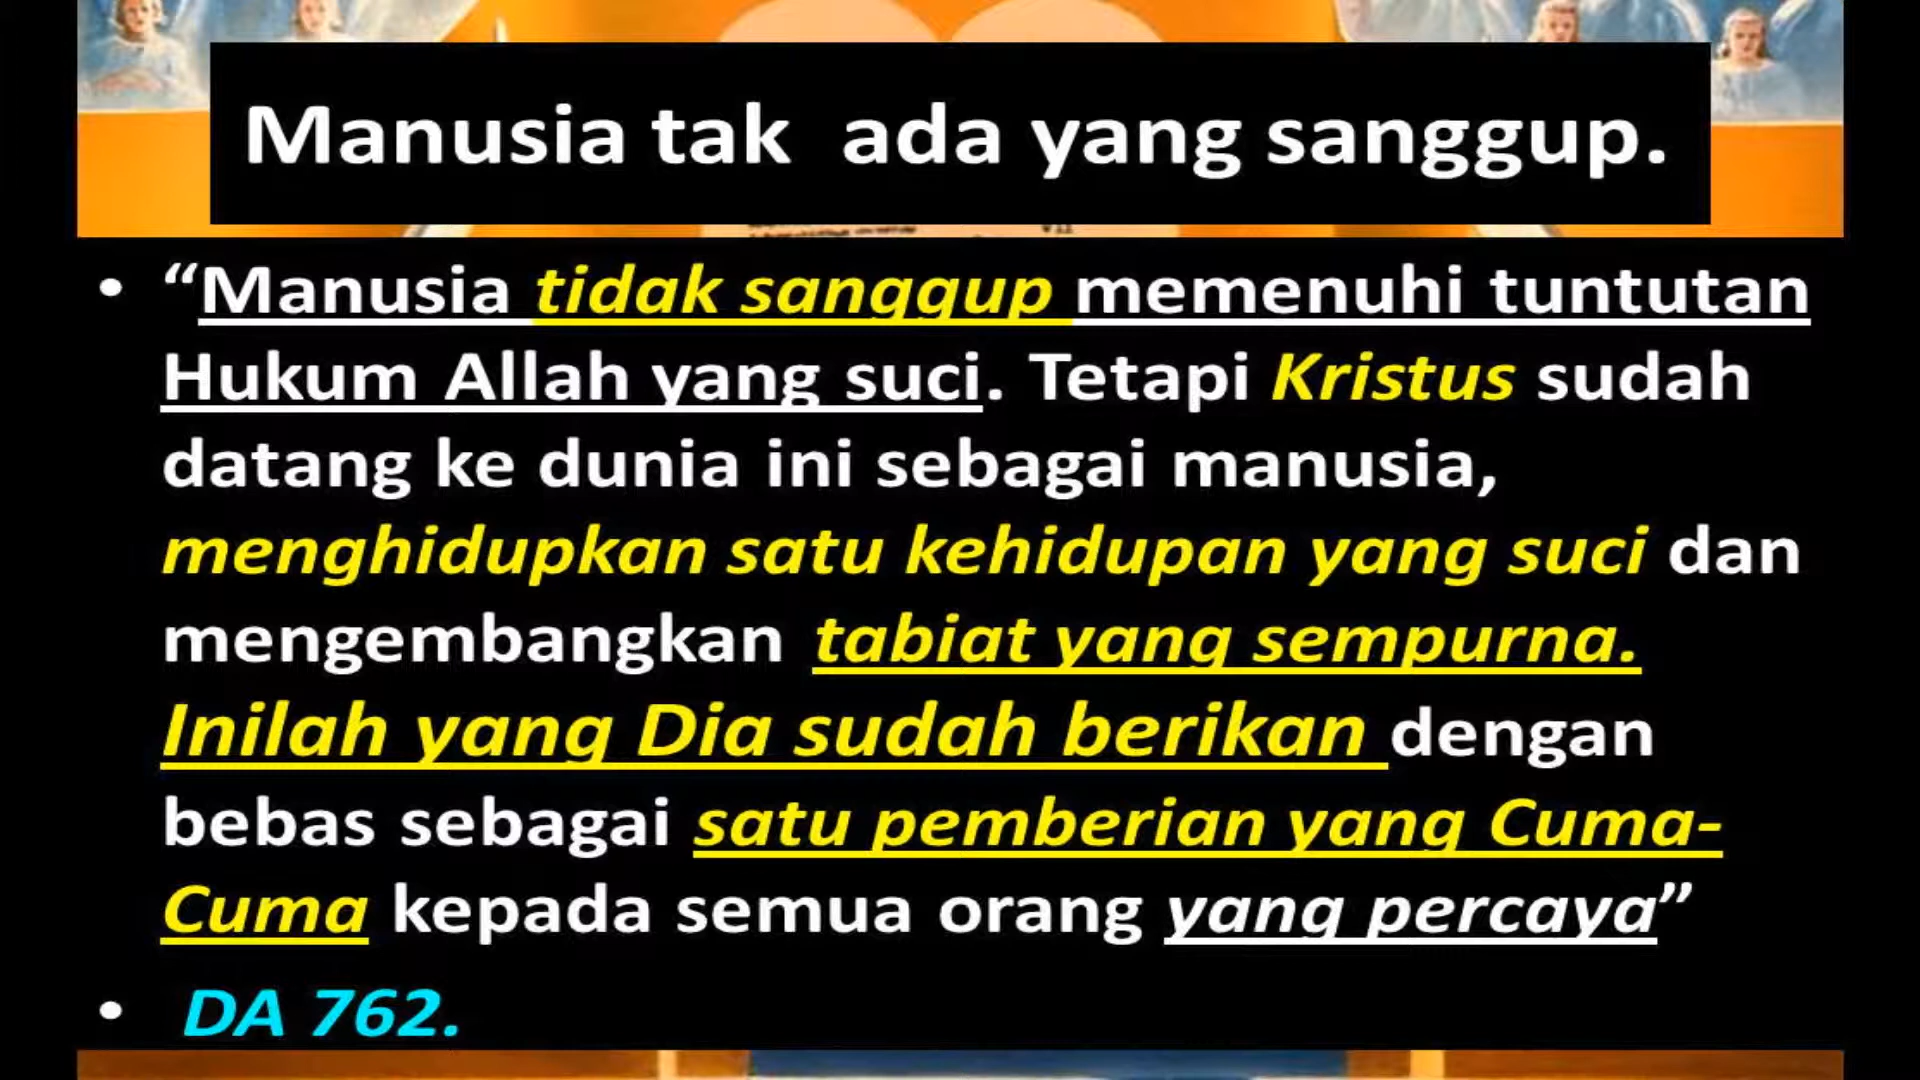 Manusia tak ada yang sanggup.
• “Manusia tidak sanggup memenuhi tuntutan
Hukum Allah yang suci. Tetapi Kristus sudah
datang ke dunia ini sebagai manusia,
menghidupkan satu kehidupan yang suci dan
mengembangkan tabiat yang sempurna.
Inilah yang Dia sudah berikan dengan
bebas sebagai satu pemberian yang Cuma-
Cuma kepada semua orang yang percaya”
• DA 762.